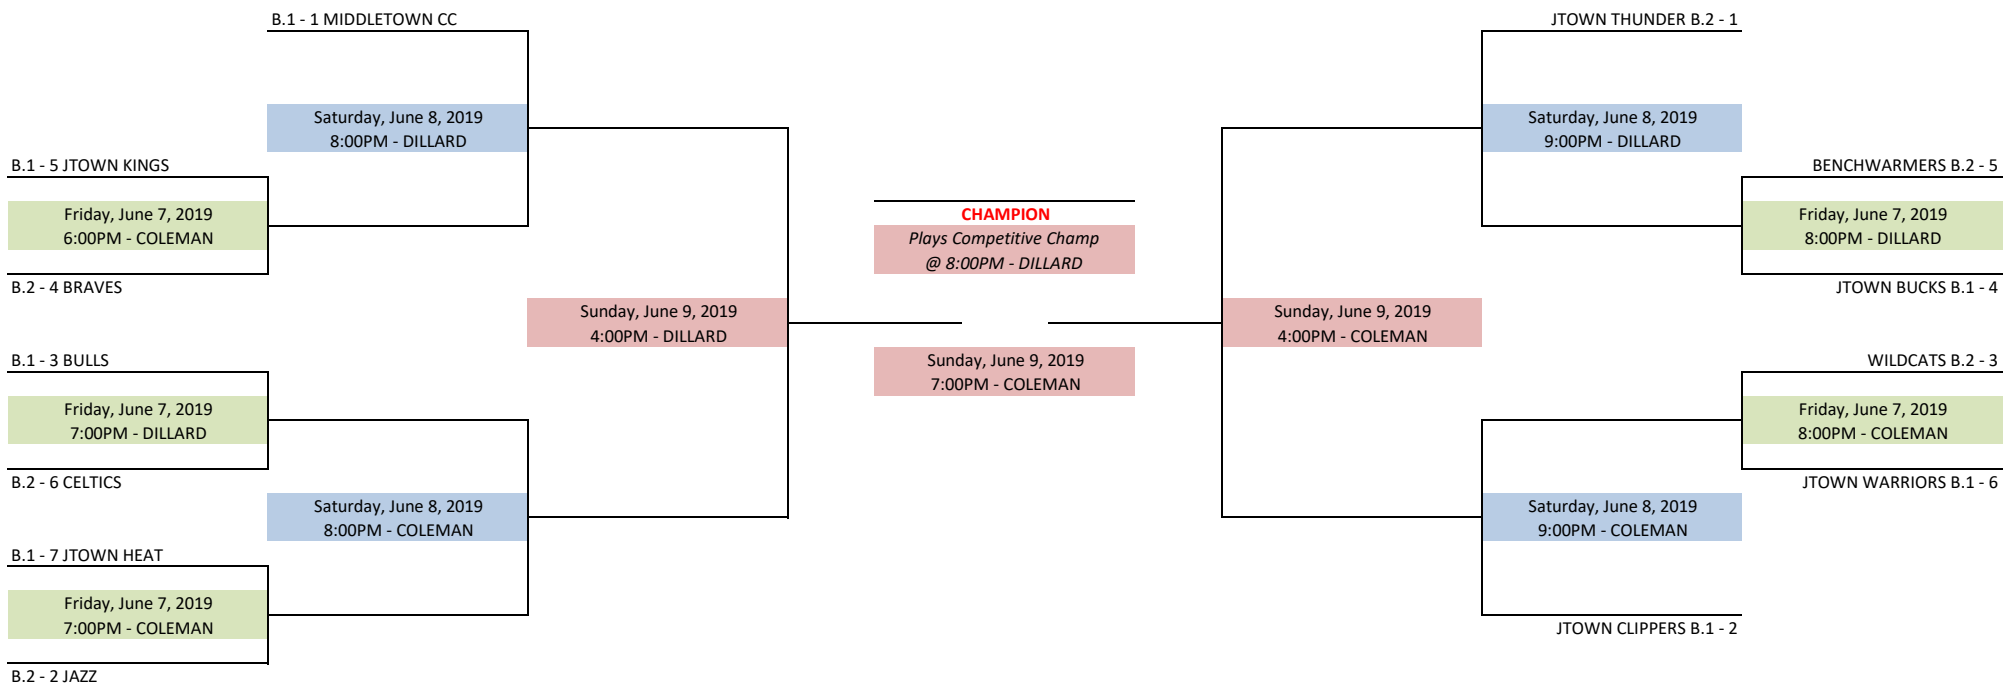 B.1 - 1 MIDDLETOWN CC
Saturday, June 8, 2019
8:00PM - DILLARD
B.1 - 5 JTOWN KINGS
Friday, June 7, 2019
6:00PM - COLEMAN
B.2 - 4 BRAVES
Sunday, June 9, 2019
4:00PM - DILLARD
B.1 - 3 BULLS
Friday, June 7, 2019
7:00PM - DILLARD
B.2 - 6 CELTICS
Saturday, June 8, 2019
8:00PM - COLEMAN
B.1 - 7 JTOWN HEAT
Friday, June 7, 2019
7:00PM - COLEMAN
B.2 - 2 JAZZ
CHAMPION
Plays Competitive Champ
@ 8:00PM - DILLARD
Sunday, June 9, 2019
7:00PM - COLEMAN
JTOWN THUNDER B.2 - 1
Saturday, June 8, 2019
9:00PM - DILLARD
BENCHWARMERS B.2 - 5
Friday, June 7, 2019
8:00PM - DILLARD
JTOWN BUCKS B.1 - 4
Sunday, June 9, 2019
4:00PM - COLEMAN
WILDCATS B.2 - 3
Friday, June 7, 2019
8:00PM - COLEMAN
JTOWN WARRIORS B.1 - 6
Saturday, June 8, 2019
9:00PM - COLEMAN
JTOWN CLIPPERS B.1 - 2